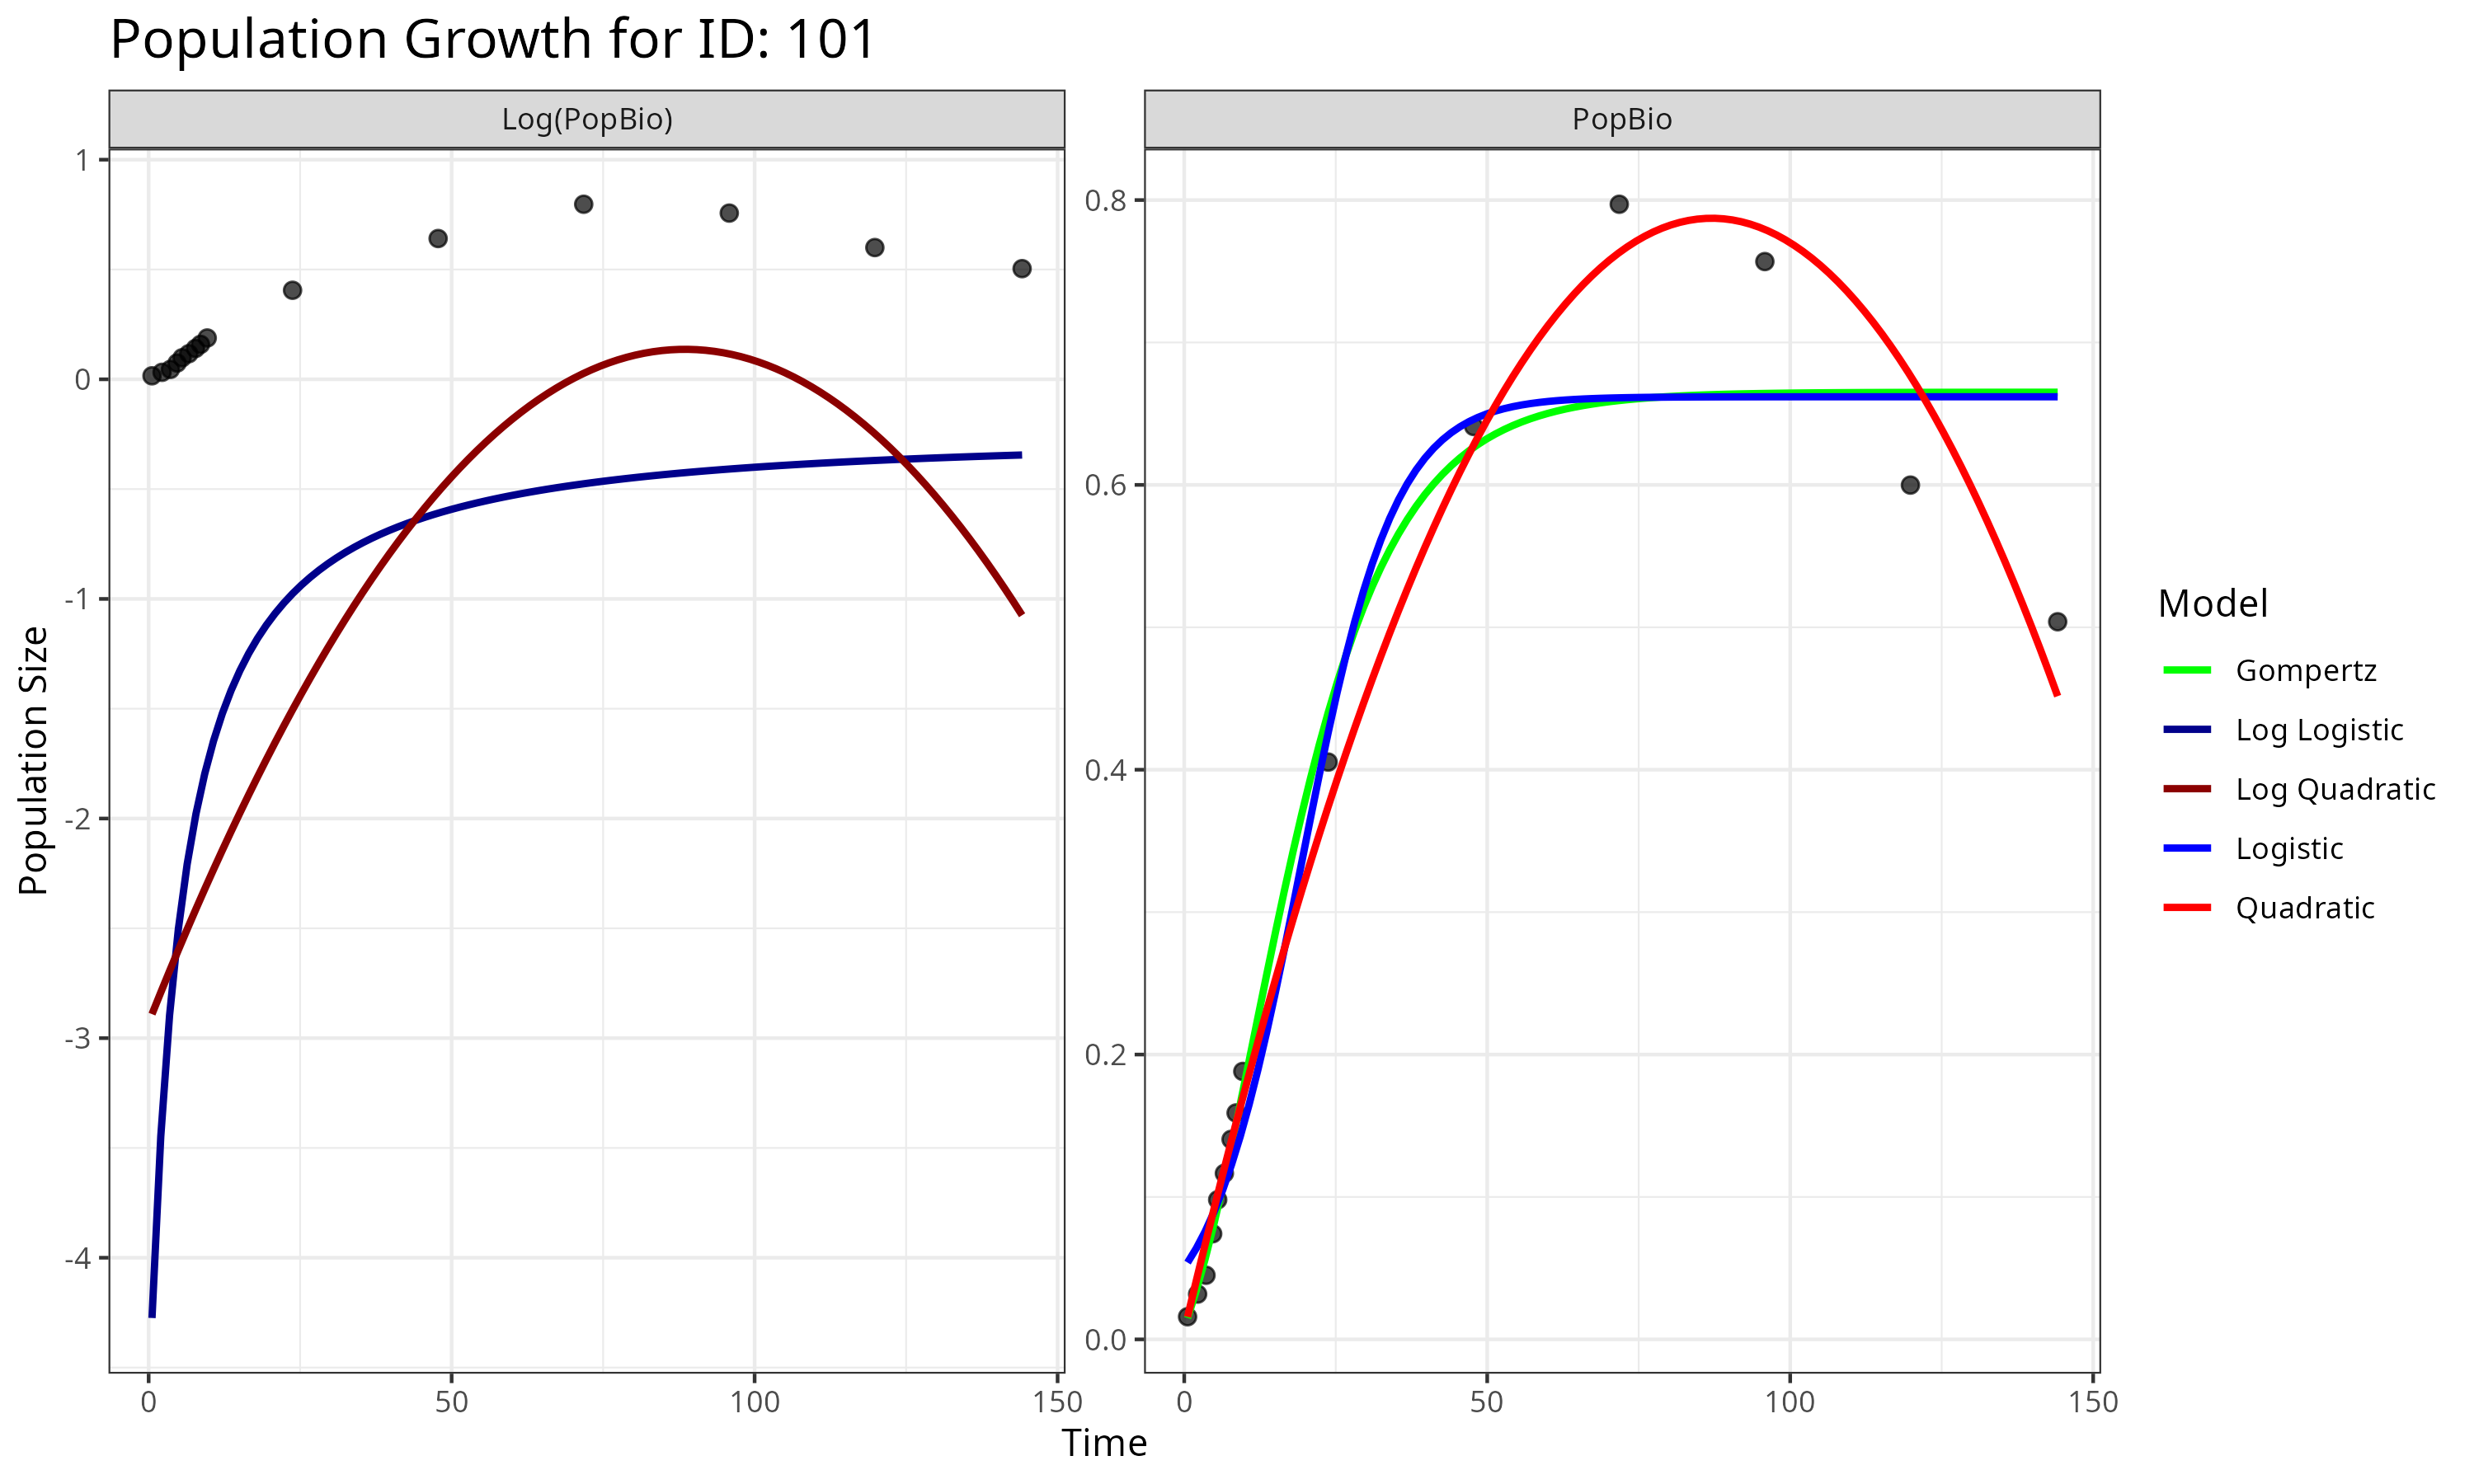 Population Growth for ID: 101
Log(PopBio)
PopBio
Population Size
1
0
-1
-2
-3
-4
0.8
0.6
0.4
0.2
0.0
0 50 100 150
0 50 100 150
Time
Model
Gompertz
Log Logistic
Log Quadratic
Logistic
Quadratic